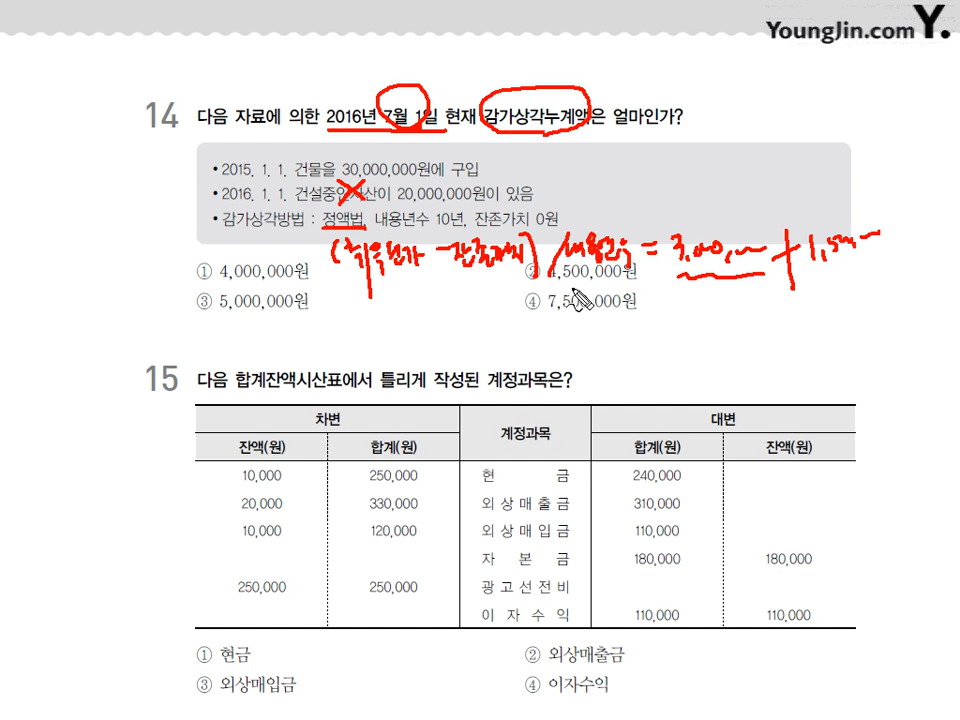 YoungJin.com Y.
14 다음 자료에 의한 2016년 7월 1일 현재 감가상각누계액은 얼마인가?
• 2015. 1. 1. 건물을 30,000,000원에 구입
• 2016. 1. 1. 건설중인자산이 20,000,000원이 있음
• 감가상각방법 : 정액법, 내용년수 10년, 잔존가치 0원
(취득원가 - 잔존가치) / 내용년수 =
① 4,000,000원 ② 4,500,000원
③ 5,000,000원 ④ 7,500,000원
15 다음 합계잔액시산표에서 틀리게 작성된 계정과목은?
차변 계정과목 대변
잔액(원) 합계(원) 합계(원) 잔액(원)
10,000 250,000 현 금 240,000
20,000 330,000 외 상 매 출 금 310,000
10,000 120,000 외 상 매 입 금 110,000
자 본 금 180,000 180,000
250,000 250,000 광 고 선 전 비
이 자 수 익 110,000 110,000
① 현금 ② 외상매출금
③ 외상매입금 ④ 이자수익